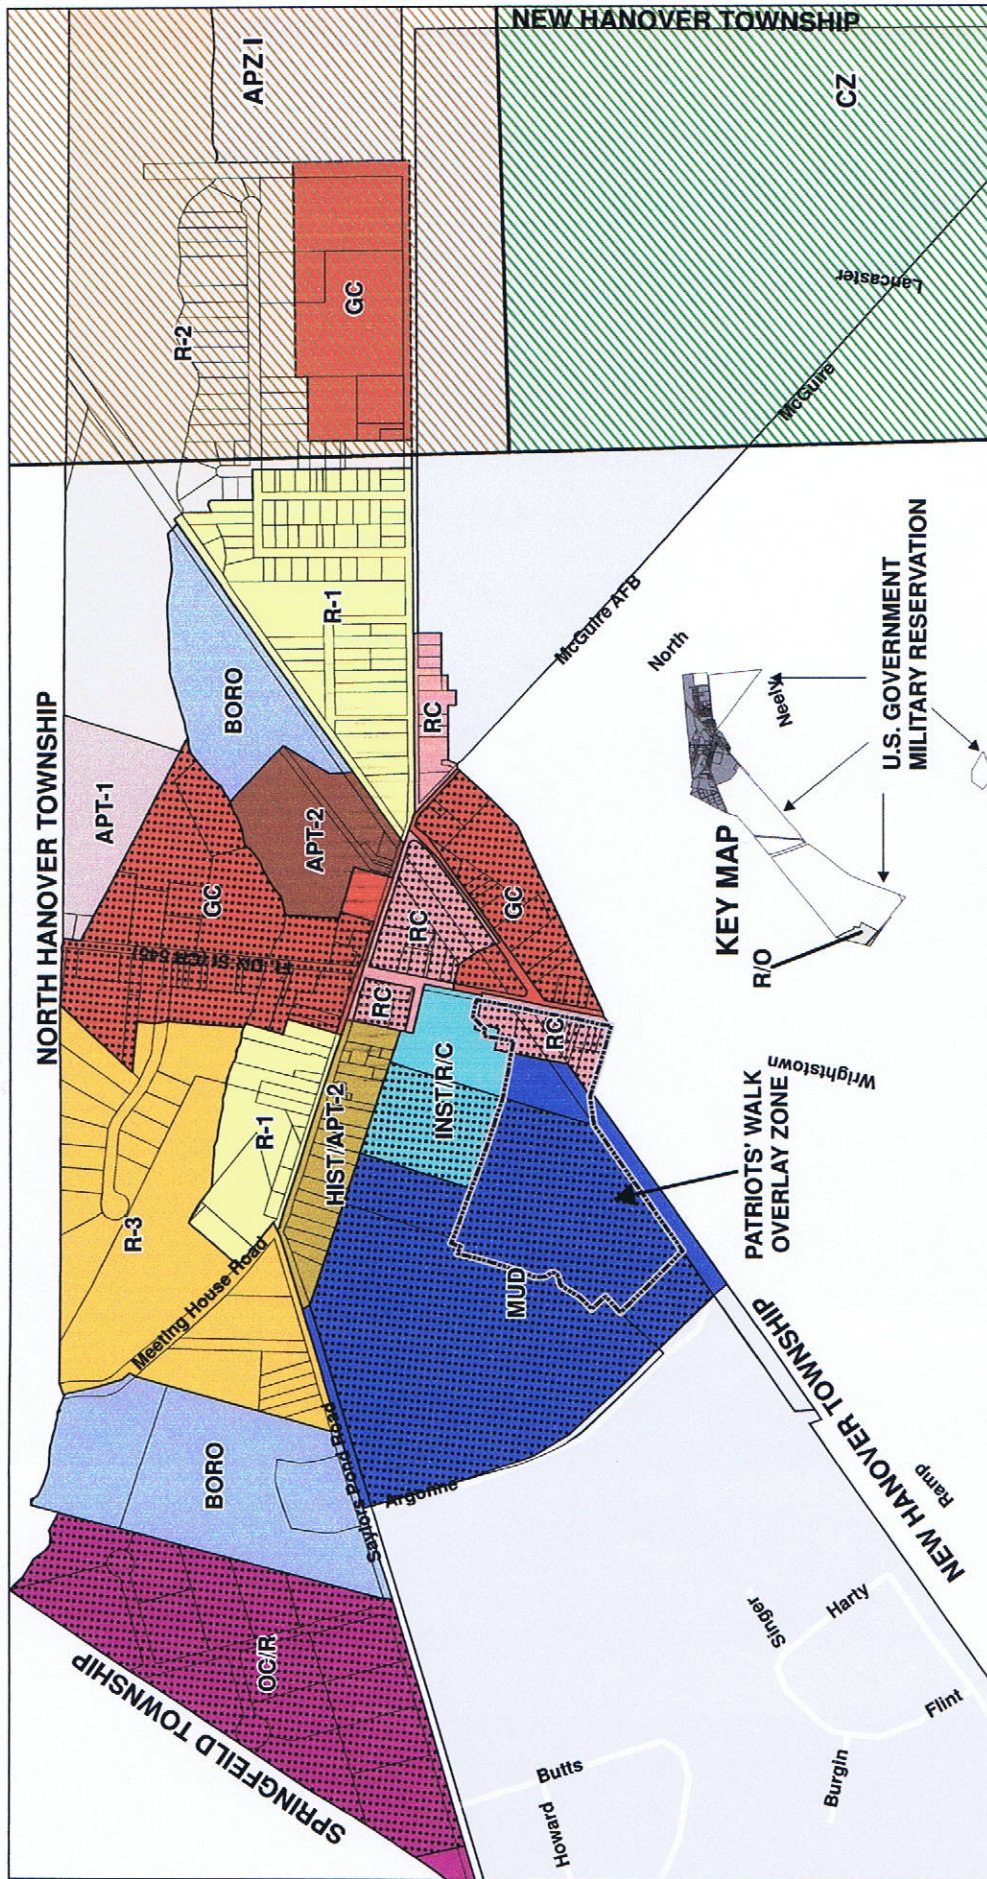 NORTH HANOVER TOWNSHIP
NEW HANOVER TOWNSHIP
SPRINGFEILD TOWNSHIP
NEW HANOVER TOWNSHIP
OC/R
BORO
R-3
Meeting House Road
Saylors Pond Road
Argonne
R-1
HIST/APT-2
MUD
INST/R/C
RC
RC
RC
GC
GC
APT-1
APT-2
BORO
R-1
RC
R-2
GC
APZ I
CZ
Lancaster
McGuire
McGuire AFB
North
Neely
Wrightstown
PATRIOTS' WALK
OVERLAY ZONE
KEY MAP
R/O
U.S. GOVERNMENT
MILITARY RESERVATION
Ramp
Singer
Harty
Flint
Burgin
Butts
Howard